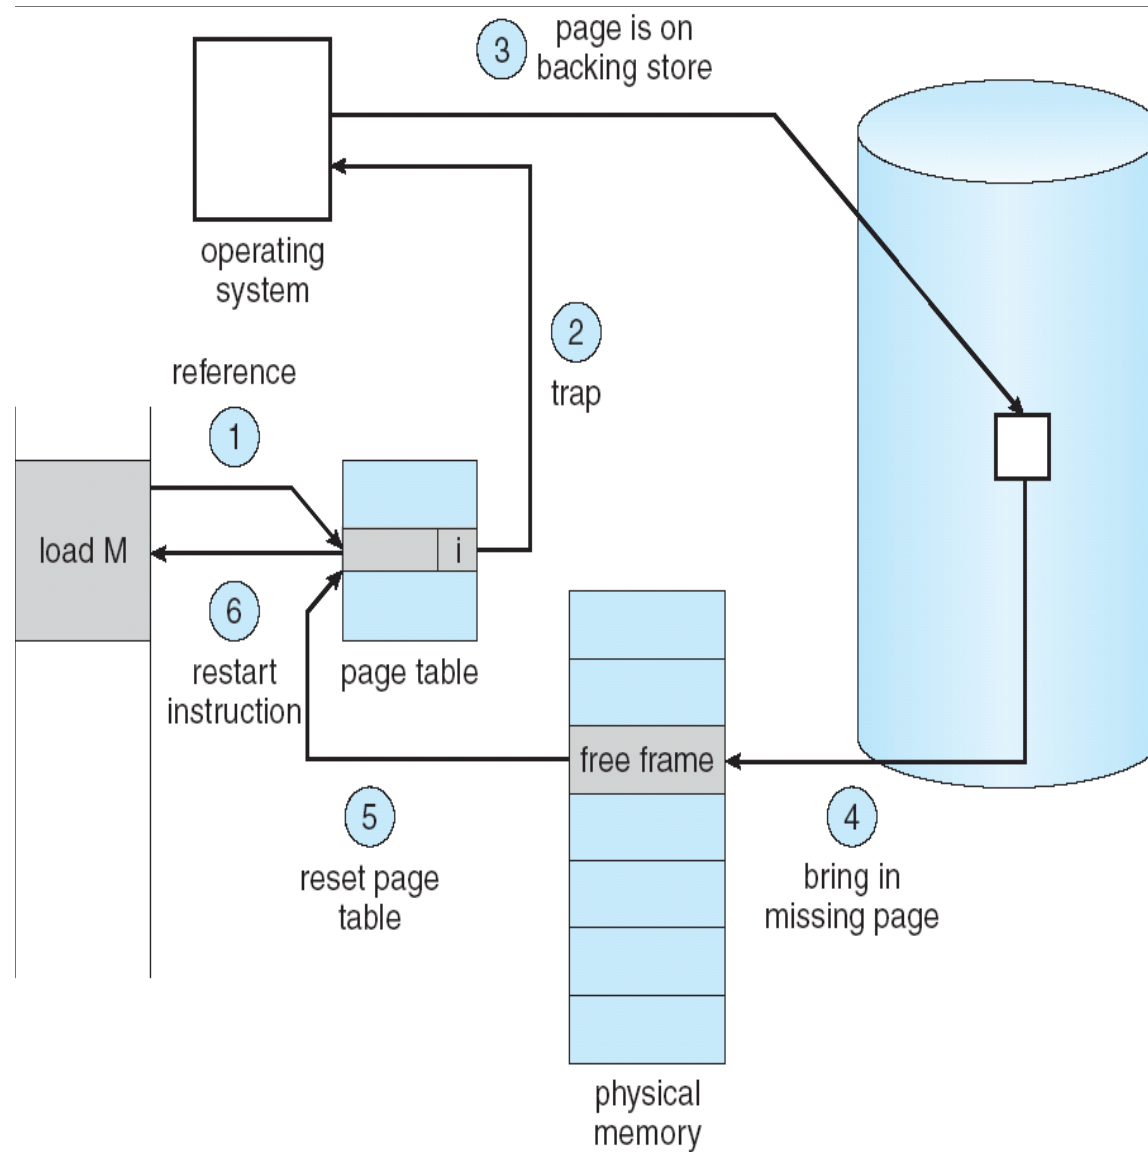 3
page is on
backing store
operating
system
2
trap
reference
1
load M
i
6
restart
instruction
page table
free frame
5
reset page
table
4
bring in
missing page
physical
memory